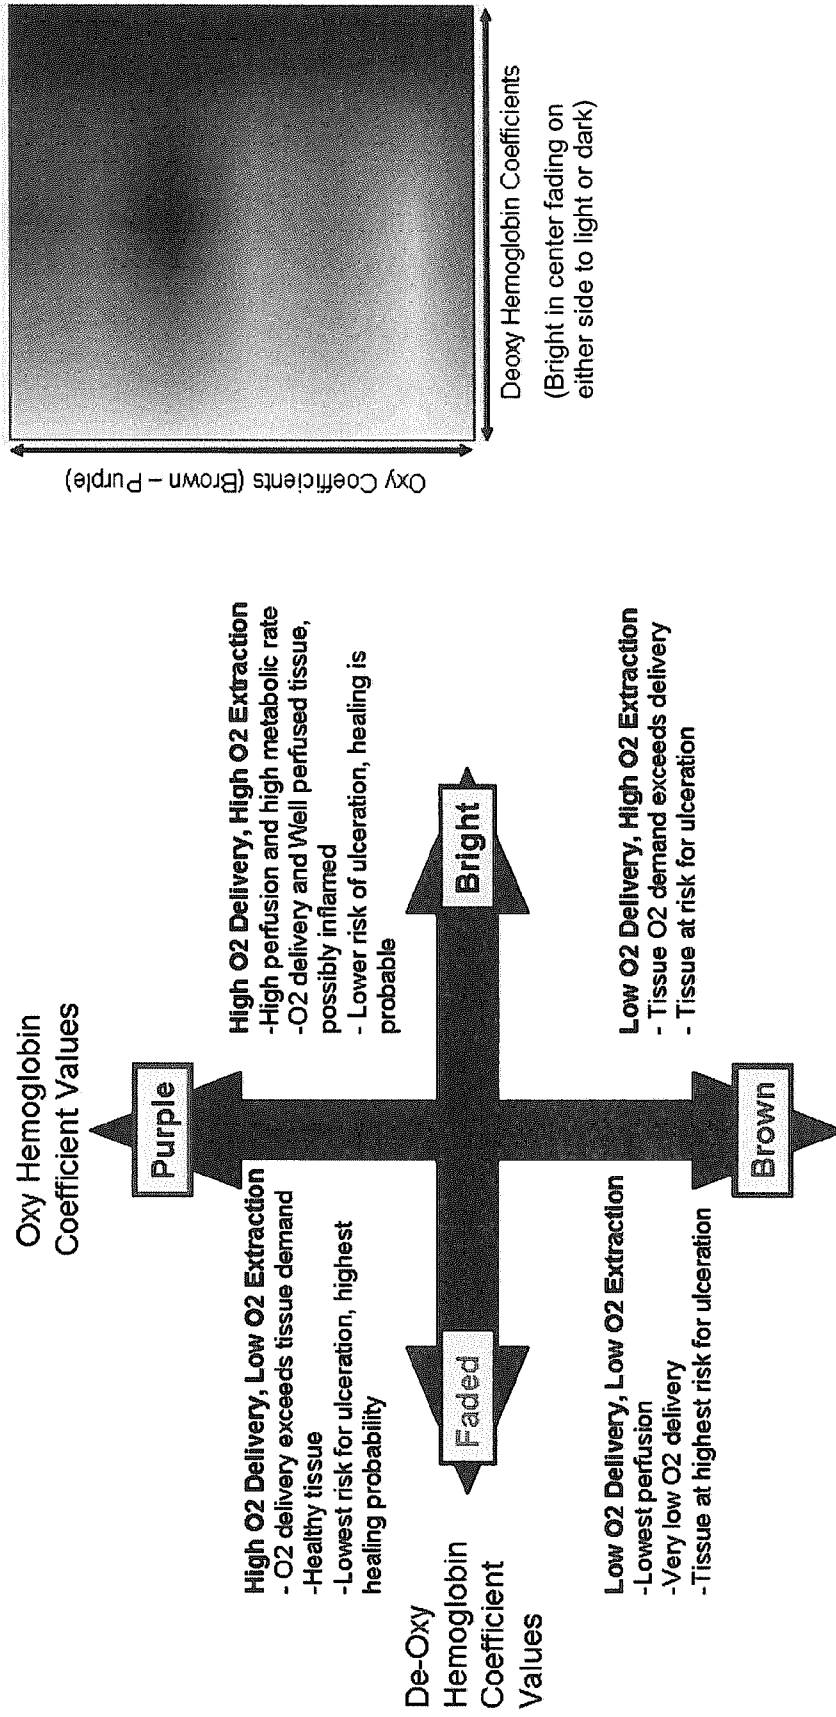 Oxy Hemoglobin
Coefficient Values
Purple
High O2 Delivery, Low O2 Extraction
- O2 delivery exceeds tissue demand
-Healthy tissue
-Lowest risk for ulceration, highest
healing probability
High O2 Delivery, High O2 Extraction
-High perfusion and high metabolic rate
-O2 delivery and Well perfused tissue,
possibly inflamed
- Lower risk of ulceration, healing is
probable
De-Oxy
Hemoglobin
Coefficient
Values
Faded
Bright
Low O2 Delivery, Low O2 Extraction
-Lowest perfusion
-Very low O2 delivery
-Tissue at highest risk for ulceration
Low O2 Delivery, High O2 Extraction
- Tissue O2 demand exceeds delivery
- Tissue at risk for ulceration
Brown
Oxy Coefficients (Brown – Purple)
Deoxy Hemoglobin Coefficients
(Bright in center fading on
either side to light or dark)